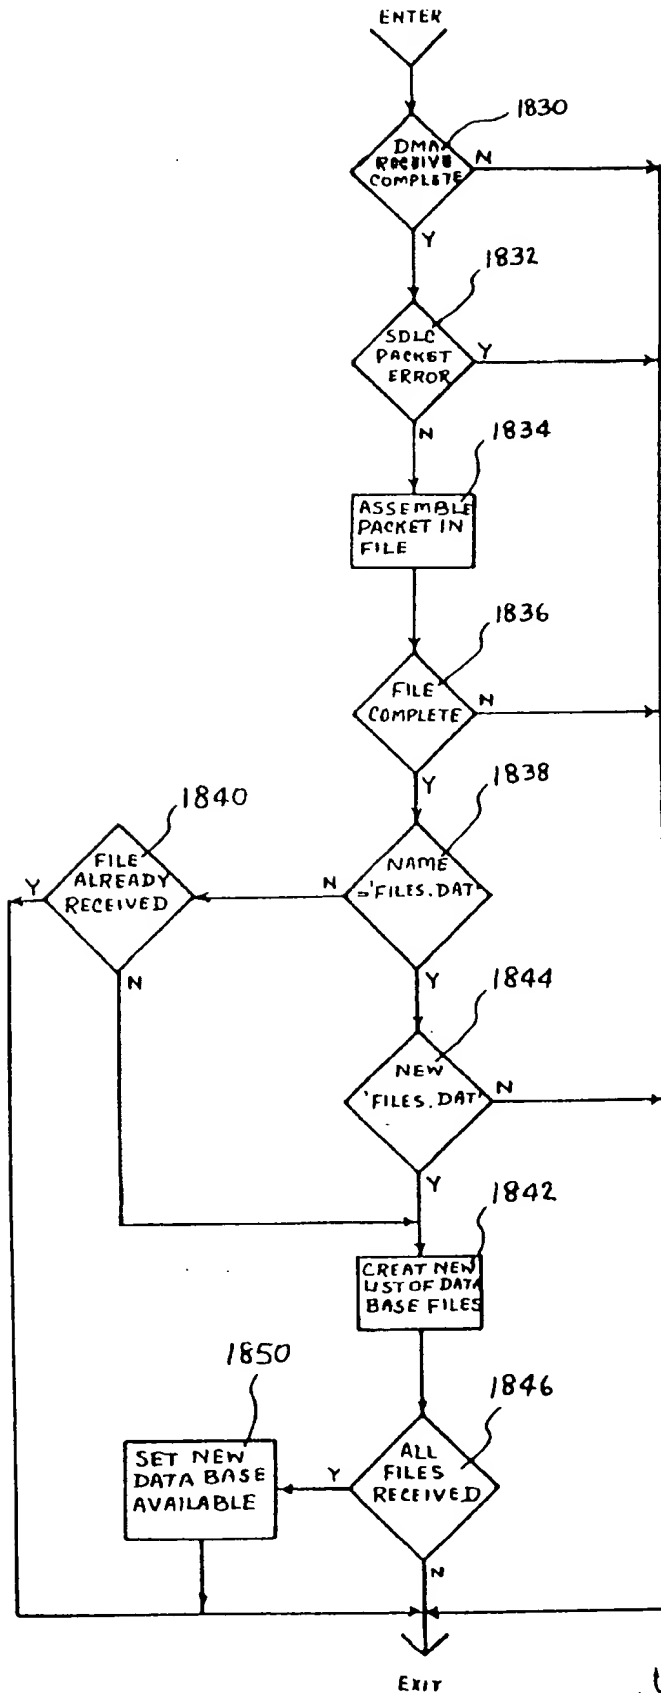 ENTER
1830
DMA
RECEIVE
COMPLETE
N
Y
1832
SDLC
PACKET
ERROR
Y
N
1834
ASSEMBLE
PACKET IN
FILE
1836
FILE
COMPLETE
N
Y
1838
NAME
='FILES.DAT'
N
Y
1840
FILE
ALREADY
RECEIVED
Y
N
1844
NEW
'FILES.DAT'
N
Y
1842
CREAT NEW
LIST OF DATA
BASE FILES
1846
ALL
FILES
RECEIVED
Y
N
1850
SET NEW
DATA BASE
AVAILABLE
EXIT